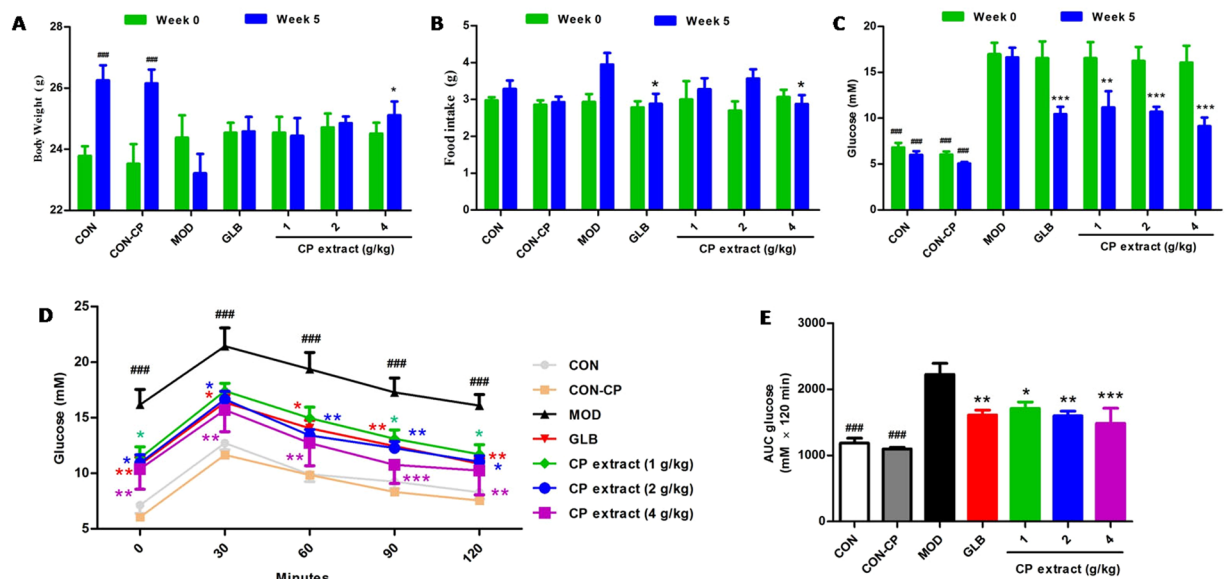 A
Week 0 Week 5
Body Weight (g)
28
26
24
22
### ### *
CON CON-CP MOD GLB 1 2 4
CP extract (g/kg)
B
Week 0 Week 5
Food intake (g)
5
4
3
2
1
0
* *
CON CON-CP MOD GLB 1 2 4
CP extract (g/kg)
C
Week 0 Week 5
Glucose (mM)
20
15
10
5
0
### ### ### ### *** ** *** ***
CON CON-CP MOD GLB 1 2 4
CP extract (g/kg)
D
Glucose (mM)
25
20
15
10
5
### ### ### ### ###
* * * * ** ** ** * *
* ** * ** **
** ** ** *** **
0 30 60 90 120
Minutes
CON
CON-CP
MOD
GLB
CP extract (1 g/kg)
CP extract (2 g/kg)
CP extract (4 g/kg)
E
AUC glucose
(mM × 120 min)
3000
2000
1000
0
### ### ** * ** ***
CON CON-CP MOD GLB 1 2 4
CP extract (g/kg)